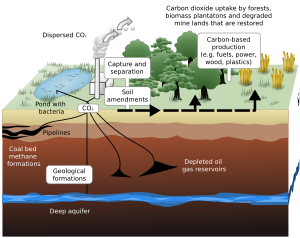 Carbon dioxide uptake by forests,
biomass plantatons and degraded
mine lands that are restored
Dispersed CO₂
Carbon-based
production
(e.g. fuels, power,
wood, plastics)
Capture and
separation
Soil
amendments
Pond with
bacteria
CO₂
Pipelines
Coal bed
methane
formations
Geological
formations
Depleted oil
gas reservoirs
Deep aquifer